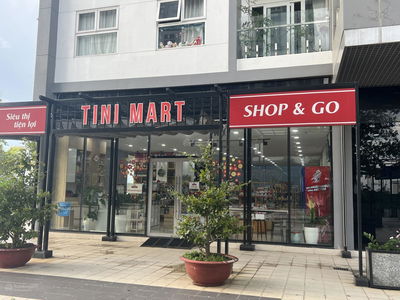 Siêu thị
tiện lợi
TINI MART
SHOP & GO